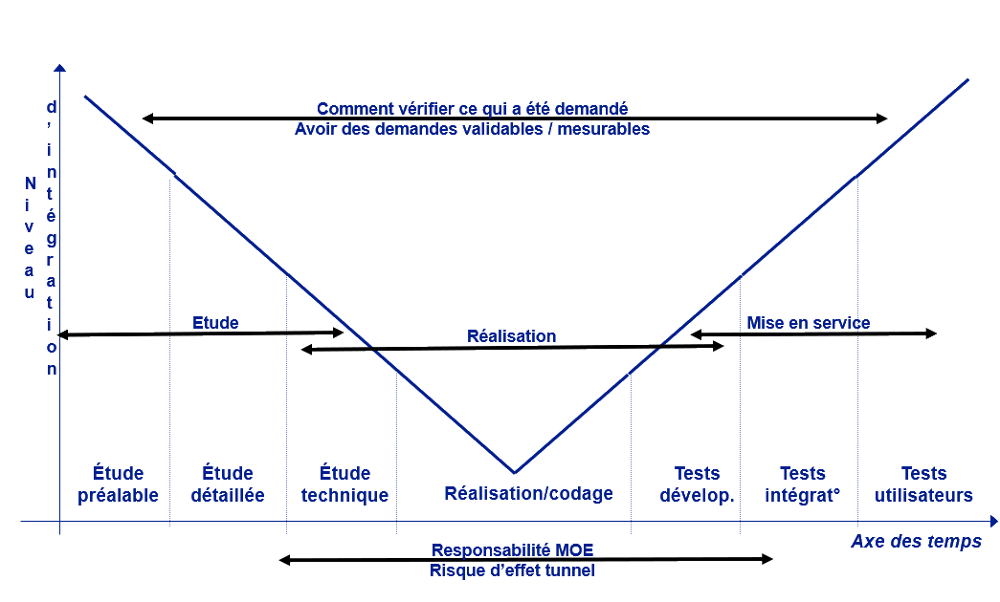 Comment vérifier ce qui a été demandé
Avoir des demandes validables / mesurables
Niveau
d’intégration
Etude
Réalisation
Mise en service
Étude
préalable
Étude
détaillée
Étude
technique
Réalisation/codage
Tests
dévelop.
Tests
intégrat°
Tests
utilisateurs
Axe des temps
Responsabilité MOE
Risque d’effet tunnel